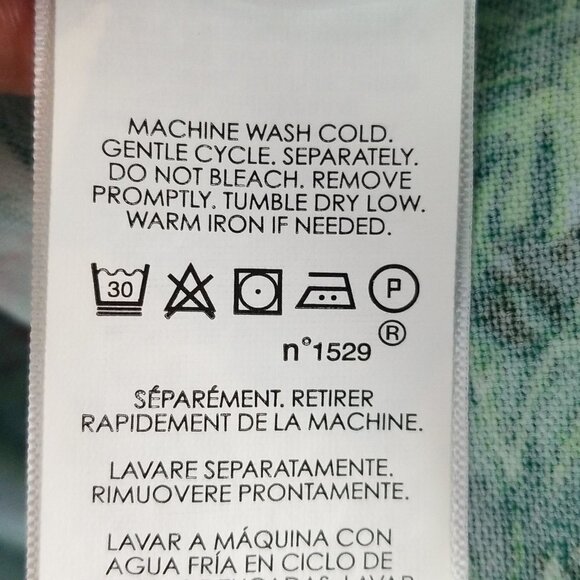 MACHINE WASH COLD.
GENTLE CYCLE. SEPARATELY.
DO NOT BLEACH. REMOVE
PROMPTLY. TUMBLE DRY LOW.
WARM IRON IF NEEDED.
30 P
n°1529 ®
SÉPARÉMENT. RETIRER
RAPIDEMENT DE LA MACHINE.
LAVARE SEPARATAMENTE.
RIMUOVERE PRONTAMENTE.
LAVAR A MÁQUINA CON
AGUA FRÍA EN CICLO DE